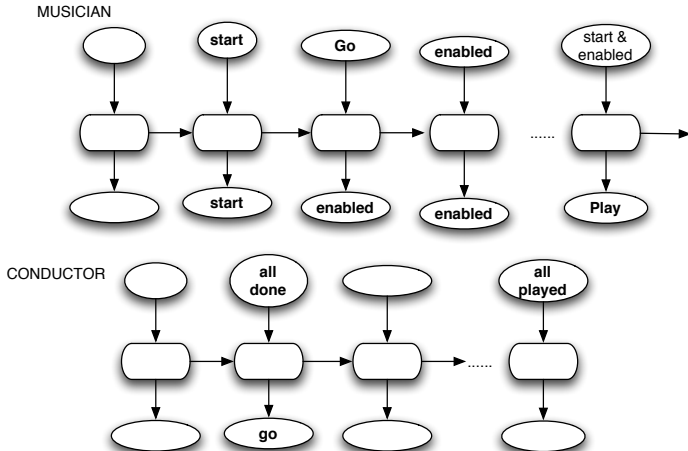 MUSICIAN
start
Go
enabled
start &
enabled
......
start
enabled
enabled
Play
CONDUCTOR
all
done
all
played
......
go